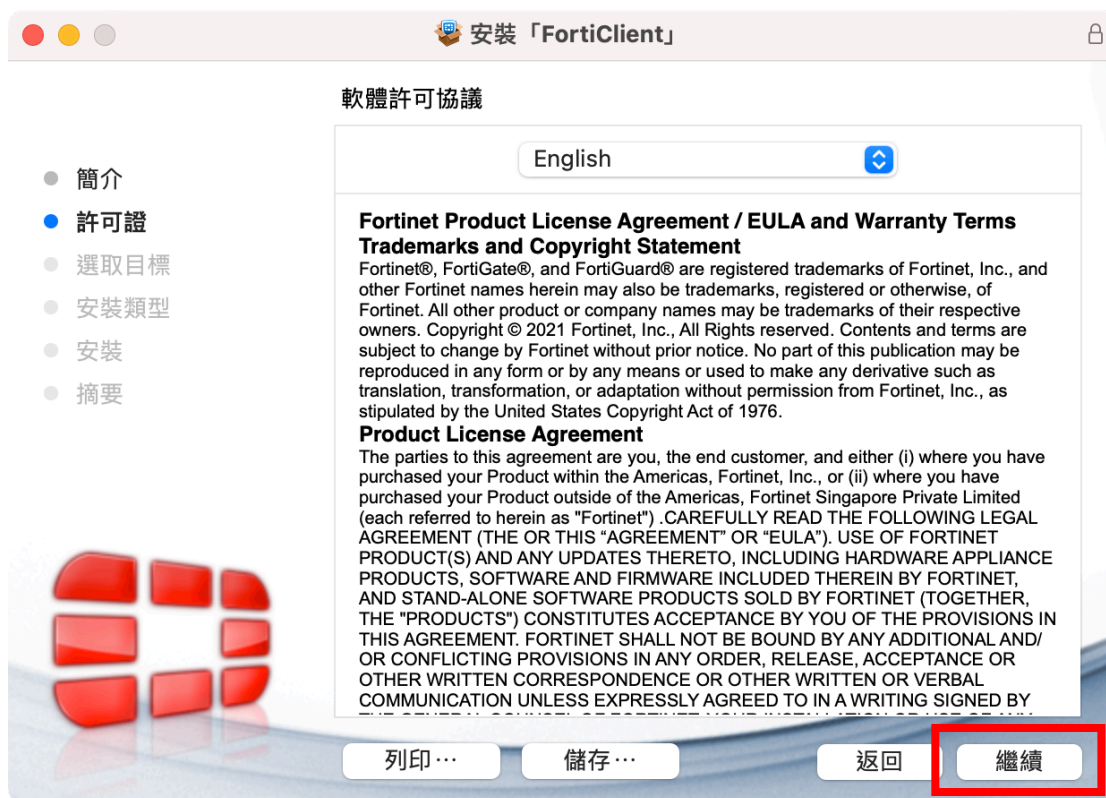 安裝「FortiClient」
軟體許可協議
English
簡介
許可證
選取目標
安裝類型
安裝
摘要
Fortinet Product License Agreement / EULA and Warranty Terms
Trademarks and Copyright Statement
Fortinet®, FortiGate®, and FortiGuard® are registered trademarks of Fortinet, Inc., and
other Fortinet names herein may also be trademarks, registered or otherwise, of
Fortinet. All other product or company names may be trademarks of their respective
owners. Copyright © 2021 Fortinet, Inc., All Rights reserved. Contents and terms are
subject to change by Fortinet without prior notice. No part of this publication may be
reproduced in any form or by any means or used to make any derivative such as
translation, transformation, or adaptation without permission from Fortinet, Inc., as
stipulated by the United States Copyright Act of 1976.
Product License Agreement
The parties to this agreement are you, the end customer, and either (i) where you have
purchased your Product within the Americas, Fortinet, Inc., or (ii) where you have
purchased your Product outside of the Americas, Fortinet Singapore Private Limited
(each referred to herein as "Fortinet") .CAREFULLY READ THE FOLLOWING LEGAL
AGREEMENT (THE OR THIS “AGREEMENT” OR “EULA”). USE OF FORTINET
PRODUCT(S) AND ANY UPDATES THERETO, INCLUDING HARDWARE APPLIANCE
PRODUCTS, SOFTWARE AND FIRMWARE INCLUDED THEREIN BY FORTINET,
AND STAND-ALONE SOFTWARE PRODUCTS SOLD BY FORTINET (TOGETHER,
THE "PRODUCTS") CONSTITUTES ACCEPTANCE BY YOU OF THE PROVISIONS IN
THIS AGREEMENT. FORTINET SHALL NOT BE BOUND BY ANY ADDITIONAL AND/
OR CONFLICTING PROVISIONS IN ANY ORDER, RELEASE, ACCEPTANCE OR
OTHER WRITTEN CORRESPONDENCE OR OTHER WRITTEN OR VERBAL
COMMUNICATION UNLESS EXPRESSLY AGREED TO IN A WRITING SIGNED BY
列印⋯
儲存⋯
返回
繼續